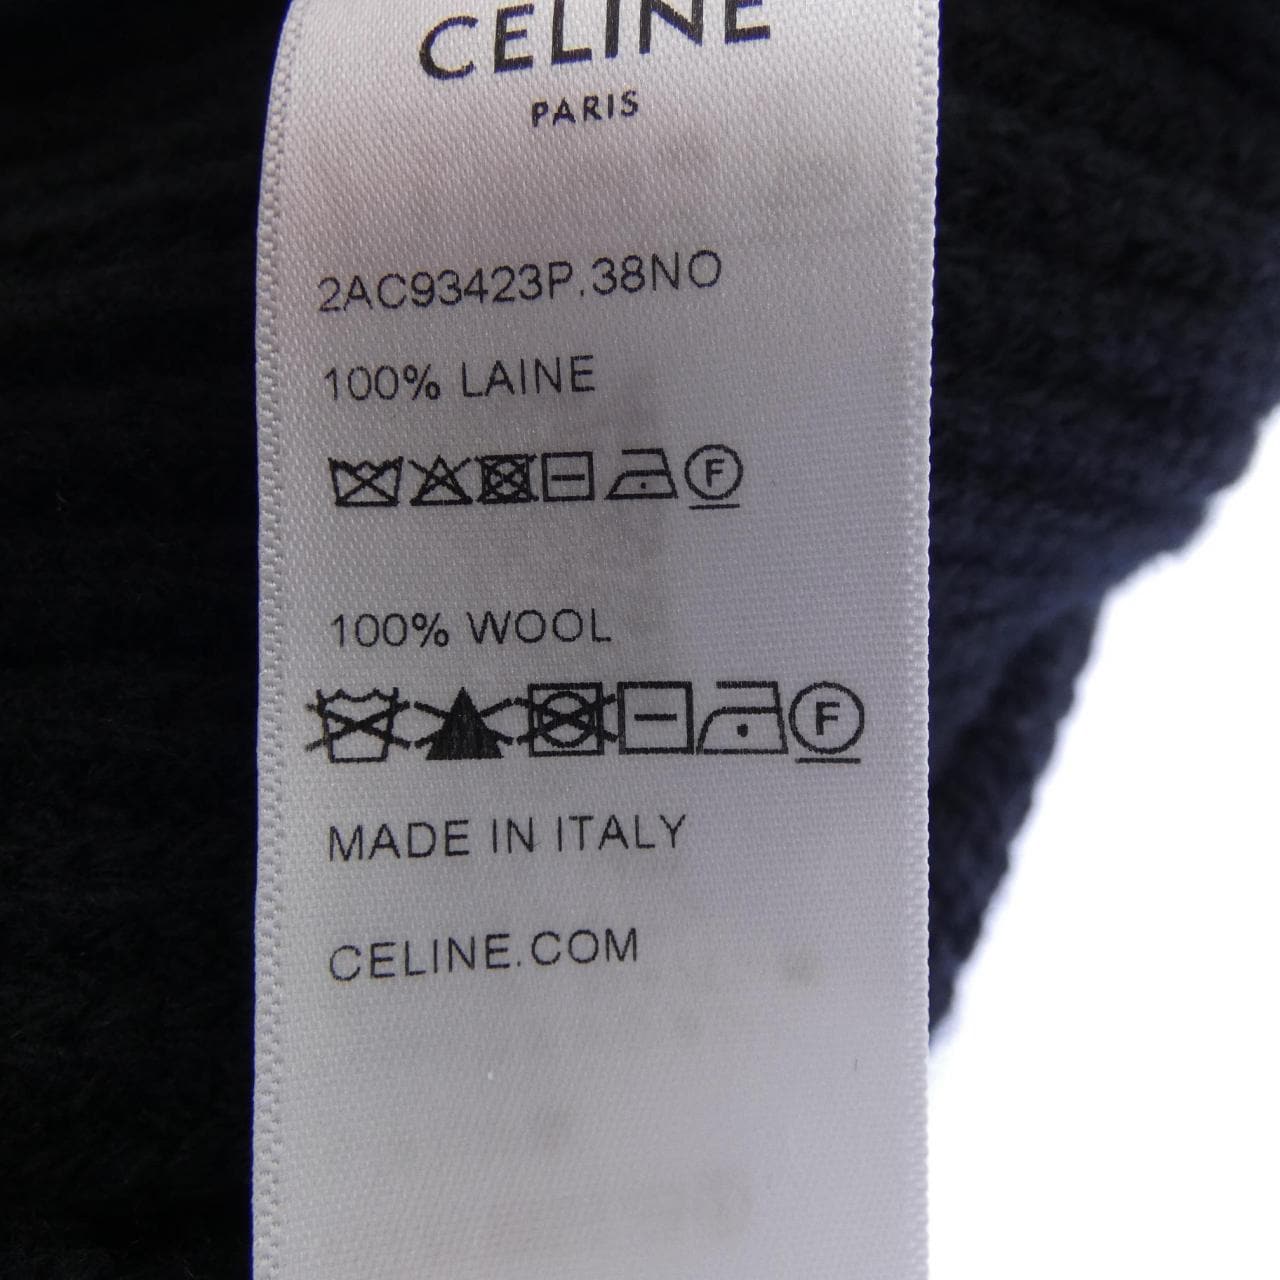 CELINE
PARIS
2AC93423P.38NO
100% LAINE
F
100% WOOL
F
MADE IN ITALY
CELINE.COM